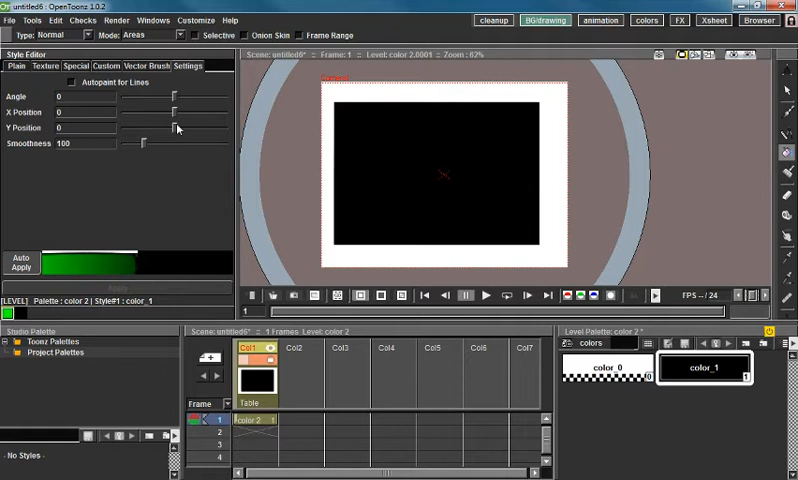 untitled6* : OpenToonz 1.0.2
File Tools Edit Checks Render Windows Customize Help
cleanup BG/drawing animation colors FX Xsheet Browser
Type: Normal Mode: Areas Selective Onion Skin Frame Range
Style Editor
Scene: untitled6* : Frame: 1 : Level: color 2.0001 : Zoom : 62%
Plain Texture Special Custom Vector Brush Settings
Autopaint for Lines
Angle 0
X Position 0
Y Position 0
Smoothness 100
Auto Apply
Apply
[LEVEL] Palette : color 2 | Style#1 : color_1
1 FPS -- /24
Studio Palette
Toonz Palettes
Project Palettes
- No Styles -
Scene: untitled6* : 1 Frames Level: color 2
Col1 Col2 Col3 Col4 Col5 Col6 Col7
Table
Frame
1 color 2 1
2
3
4
Level Palette: color 2 *
colors
color_0 0
color_1 1